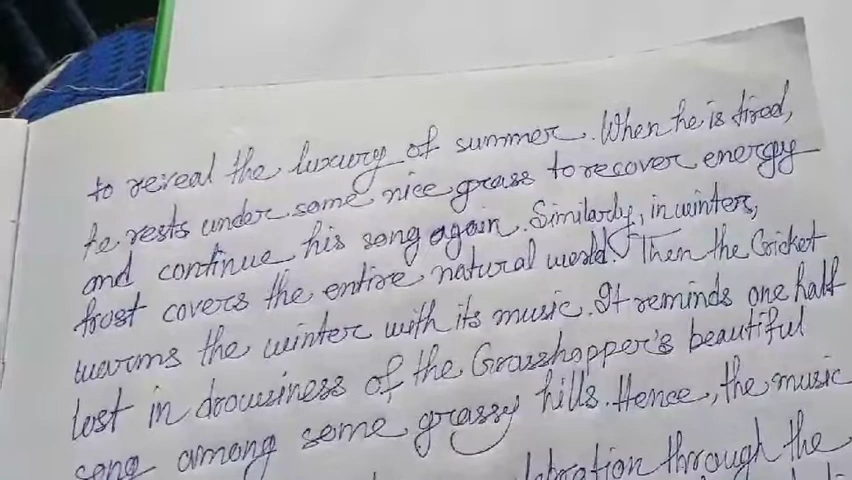 to reveal the luxury of summer. When he is tired,
he rests under some nice grass to recover energy
and continue his song again. Similarly, in winter,
frost covers the entire natural world. Then the Cricket
warms the winter with its music. It reminds one half
lost in drowsiness of the Grasshopper's beautiful
song among some grassy hills. Hence, the music
through the